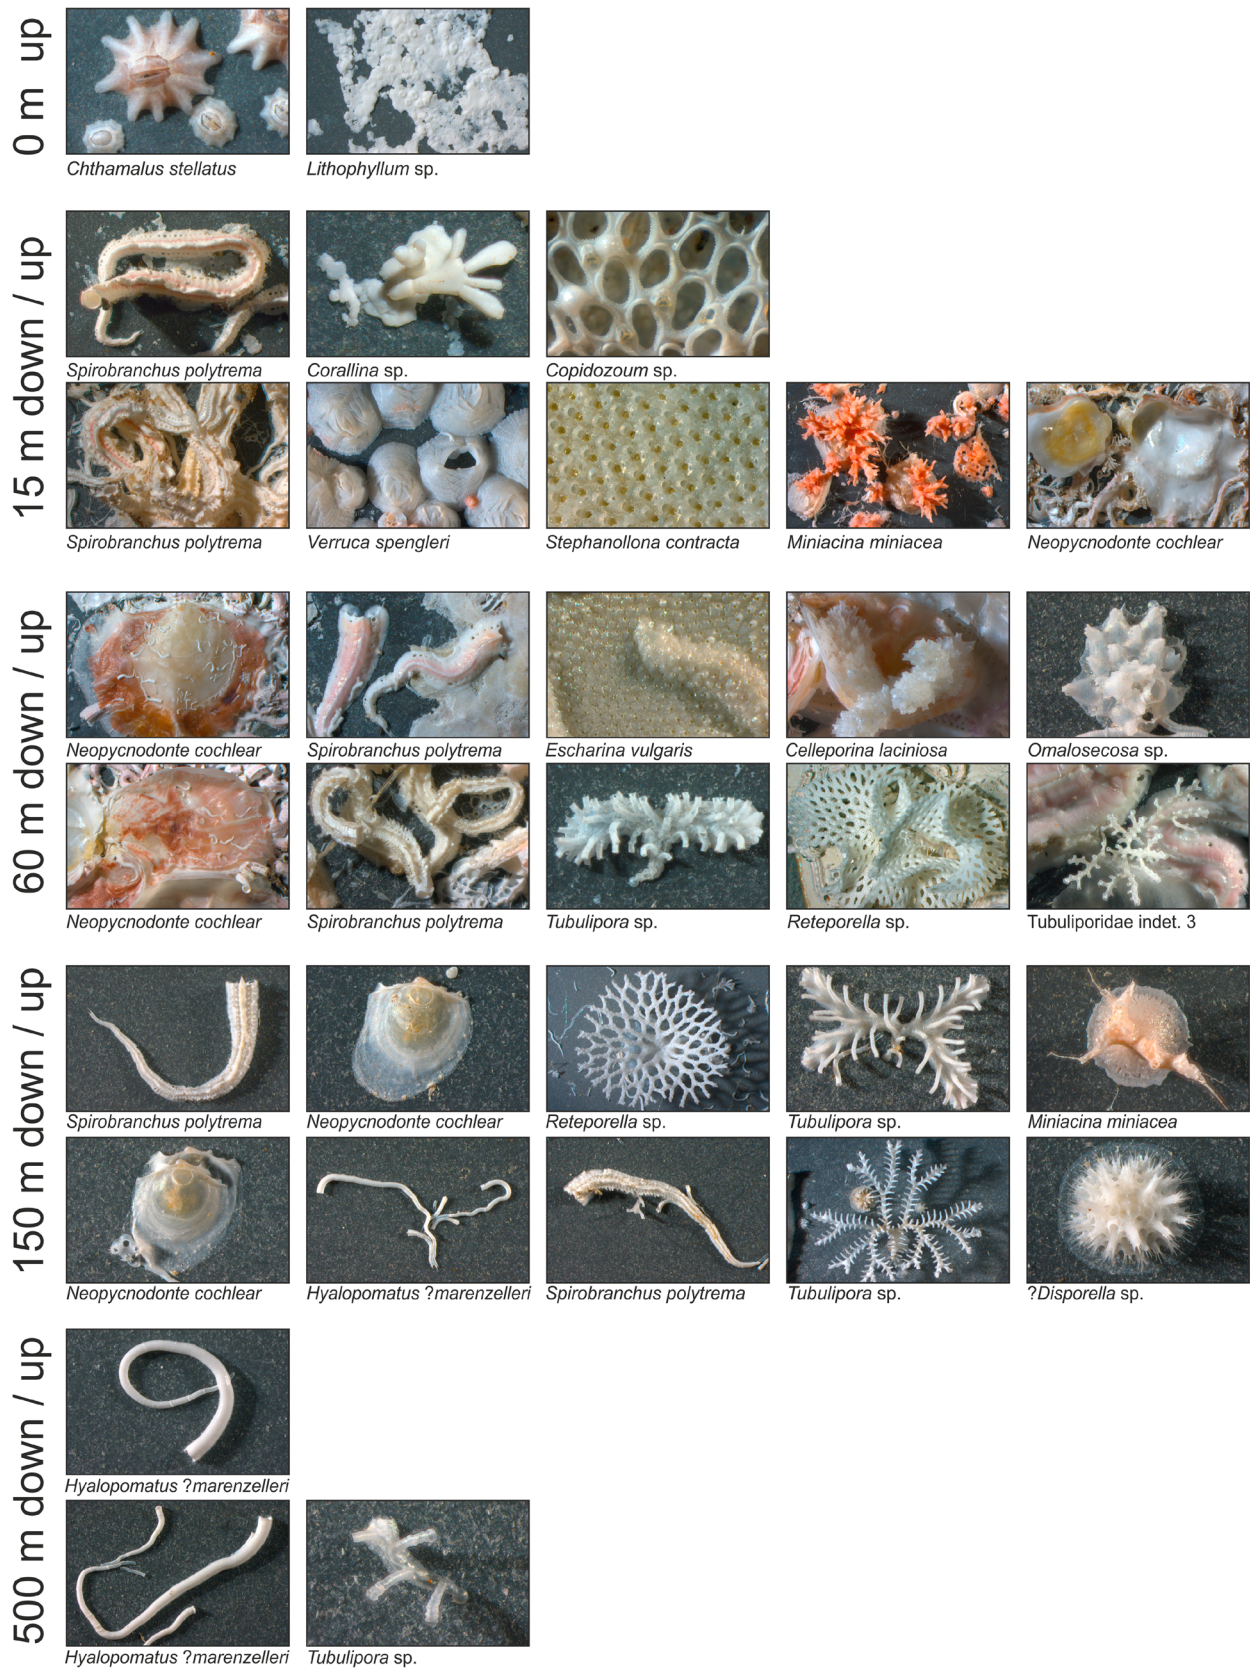 0 m up
Chthamalus stellatus
Lithophyllum sp.
15 m down / up
Spirobranchus polytrema
Corallina sp.
Copidozoum sp.
Spirobranchus polytrema
Verruca spengleri
Stephanollona contracta
Miniacina miniacea
Neopycnodonte cochlear
60 m down / up
Neopycnodonte cochlear
Spirobranchus polytrema
Escharina vulgaris
Celleporina laciniosa
Omalosecosa sp.
Neopycnodonte cochlear
Spirobranchus polytrema
Tubulipora sp.
Reteporella sp.
Tubuliporidae indet. 3
150 m down / up
Spirobranchus polytrema
Neopycnodonte cochlear
Reteporella sp.
Tubulipora sp.
Miniacina miniacea
Neopycnodonte cochlear
Hyalopomatus ?marenzelleri
Spirobranchus polytrema
Tubulipora sp.
?Disporella sp.
500 m down / up
Hyalopomatus ?marenzelleri
Hyalopomatus ?marenzelleri
Tubulipora sp.